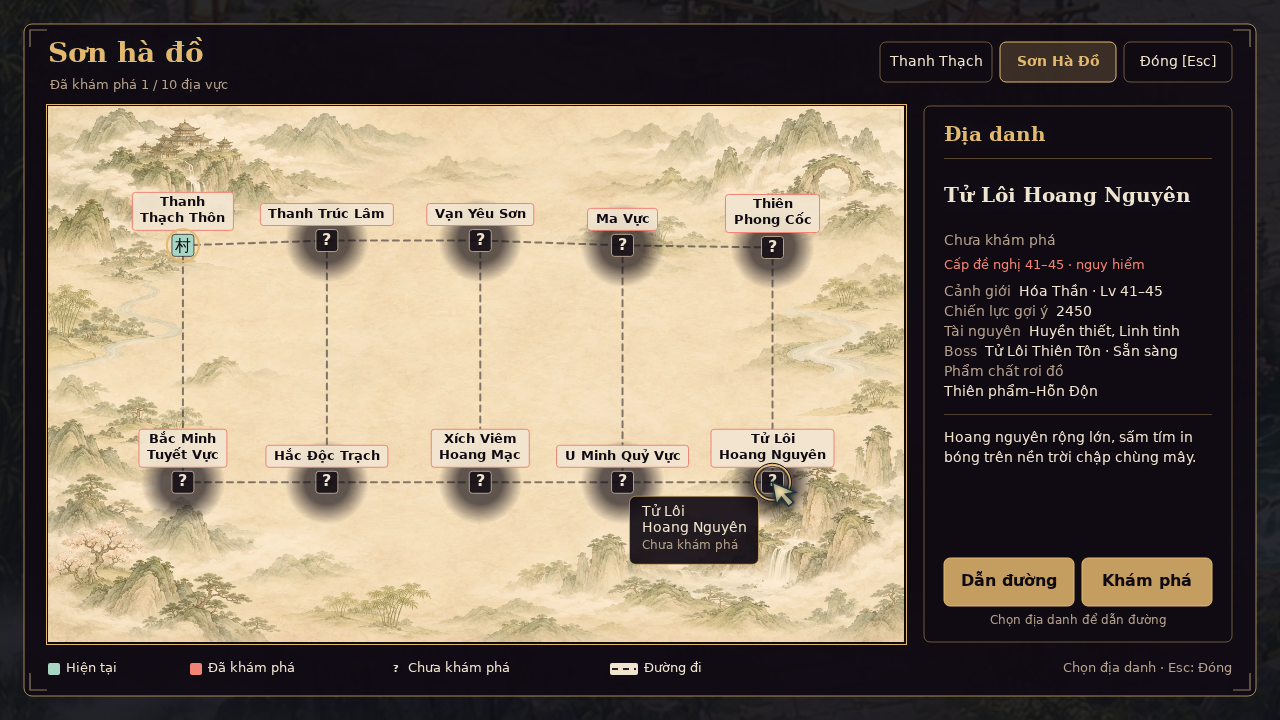 Sơn hà đồ
Đã khám phá 1 / 10 địa vực
Thanh Thạch
Sơn Hà Đồ
Đóng [Esc]
Thanh
Thạch Thôn
Thanh Trúc Lâm
Vạn Yêu Sơn
Ma Vực
Thiên
Phong Cốc
村
?
?
?
?
Bắc Minh
Tuyết Vực
Hắc Độc Trạch
Xích Viêm
Hoang Mạc
U Minh Quỷ Vực
Tử Lôi
Hoang Nguyên
?
?
?
?
?
Tử Lôi
Hoang Nguyên
Chưa khám phá
Địa danh
Tử Lôi Hoang Nguyên
Chưa khám phá
Cấp đề nghị 41–45 · nguy hiểm
Cảnh giới Hóa Thần · Lv 41–45
Chiến lực gợi ý 2450
Tài nguyên Huyền thiết, Linh tinh
Boss Tử Lôi Thiên Tôn · Sẵn sàng
Phẩm chất rơi đồ
Thiên phẩm–Hỗn Độn
Hoang nguyên rộng lớn, sấm tím in
bóng trên nền trời chập chùng mây.
Dẫn đường
Khám phá
Chọn địa danh để dẫn đường
Hiện tại
Đã khám phá
? Chưa khám phá
Đường đi
Chọn địa danh · Esc: Đóng